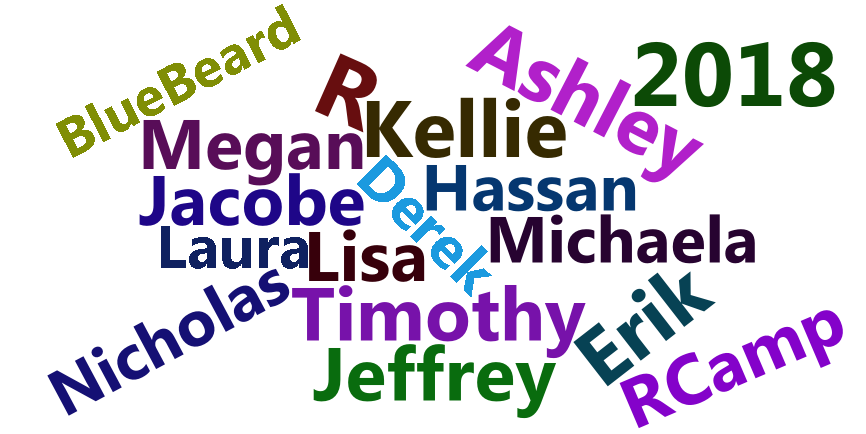 BlueBeard
R
Ashley
2018
Megan
Kellie
Jacobe
Derek
Hassan
Laura
Lisa
Michaela
Nicholas
Timothy
Erik
Jeffrey
RCamp